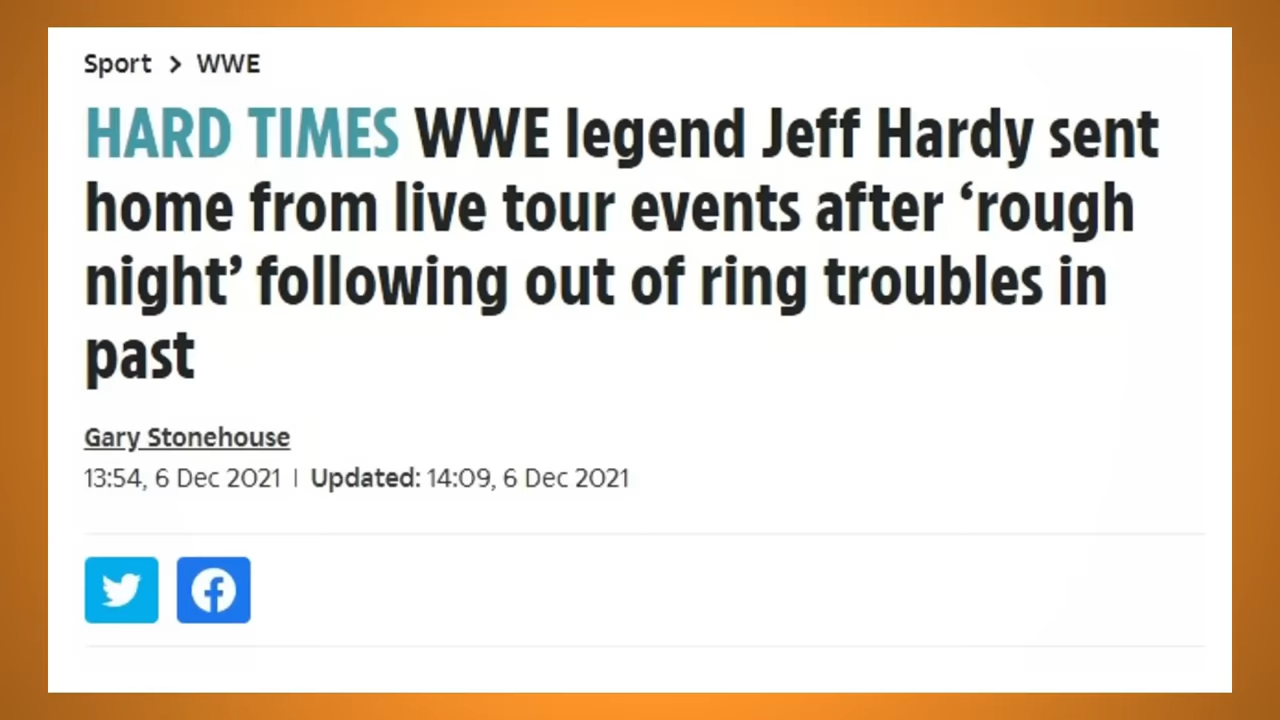 Sport > WWE
HARD TIMES WWE legend Jeff Hardy sent
home from live tour events after ‘rough
night’ following out of ring troubles in
past
Gary Stonehouse
13:54, 6 Dec 2021 | Updated: 14:09, 6 Dec 2021